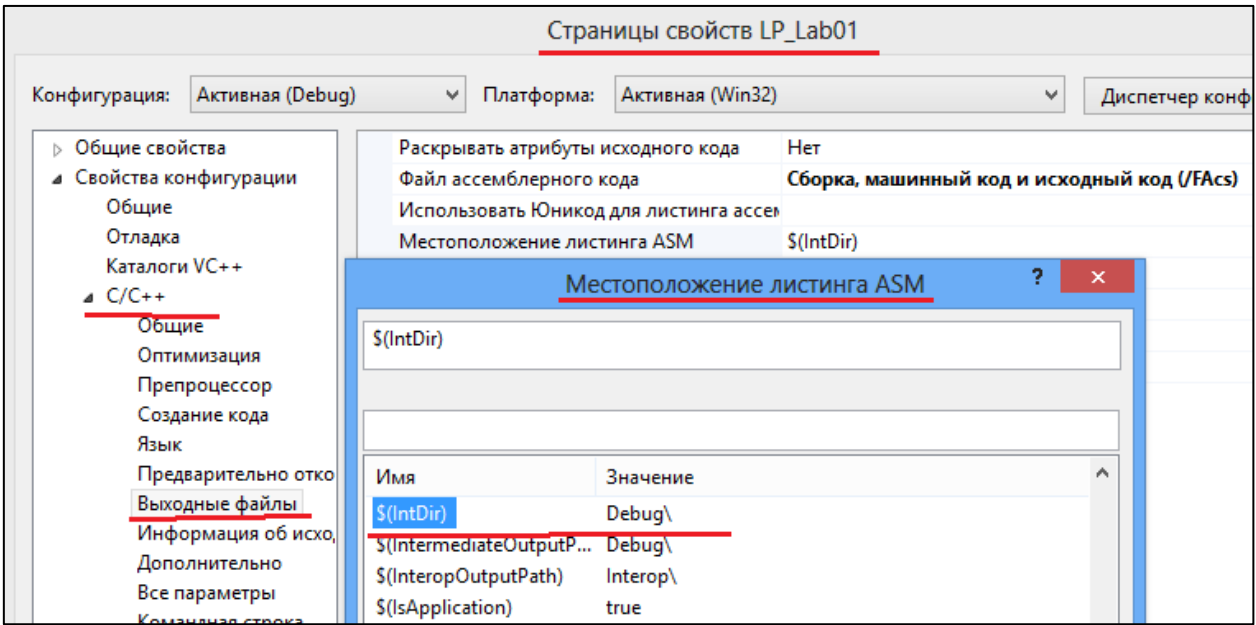 Страницы свойств LP_Lab01
Конфигурация: Активная (Debug) Платформа: Активная (Win32) Диспетчер конф
Общие свойства
Свойства конфигурации
Общие
Отладка
Каталоги VC++
C/C++
Общие
Оптимизация
Препроцессор
Создание кода
Язык
Предварительно отко
Выходные файлы
Информация об исхо,
Дополнительно
Все параметры
Командная строка
Раскрывать атрибуты исходного кода Нет
Файл ассемблерного кода Сборка, машинный код и исходный код (/FAcs)
Использовать Юникод для листинга ассем
Местоположение листинга ASM $(IntDir)
Местоположение листинга ASM ? ×
$(IntDir)
Имя Значение
$(IntDir) Debug\
$(IntermediateOutputP... Debug\
$(InteropOutputPath) Interop\
$(IsApplication) true